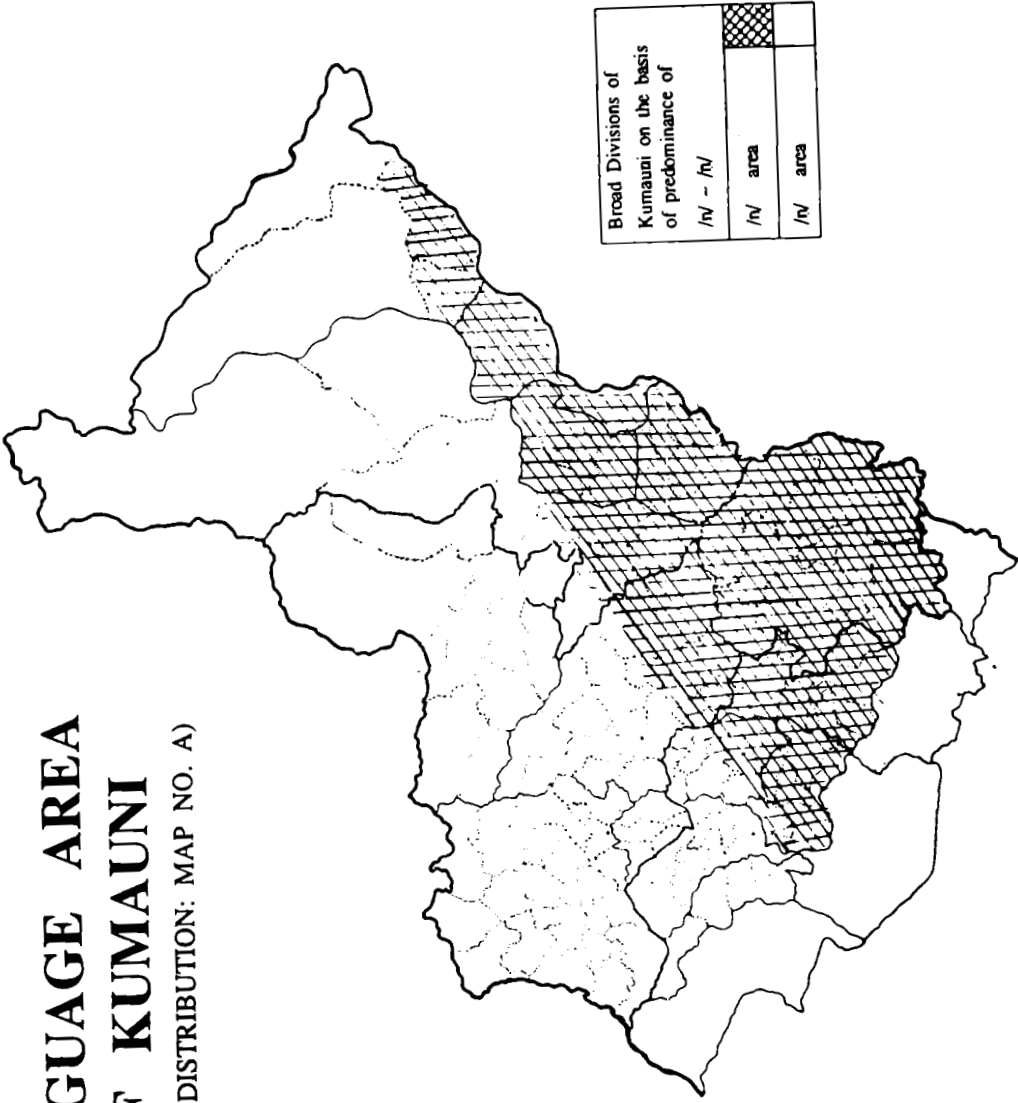 GUAGE AREA
F KUMAUNI
DISTRIBUTION: MAP NO. A)
Broad Divisions of
Kumauni on the basis
of predominance of
/n/ ~ /n/
/n/ area
/n/ area